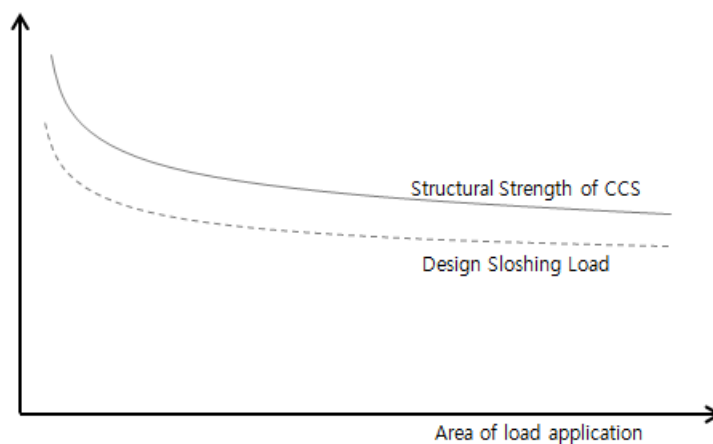 Structural Strength of CCS
Design Sloshing Load
Area of load application